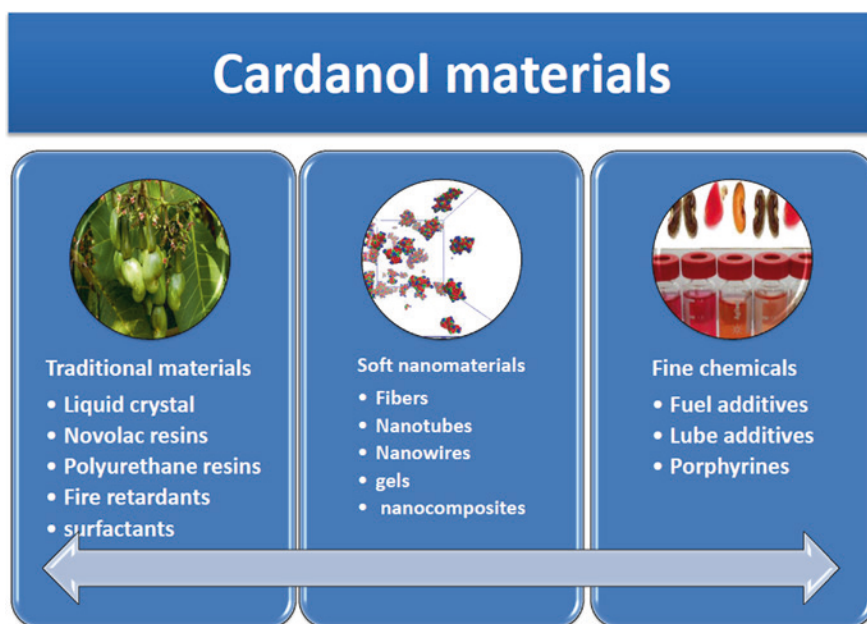 Cardanol materials
Traditional materials
• Liquid crystal
• Novolac resins
• Polyurethane resins
• Fire retardants
• surfactants
Soft nanomaterials
• Fibers
• Nanotubes
• Nanowires
• gels
• nanocomposites
Fine chemicals
• Fuel additives
• Lube additives
• Porphyrines